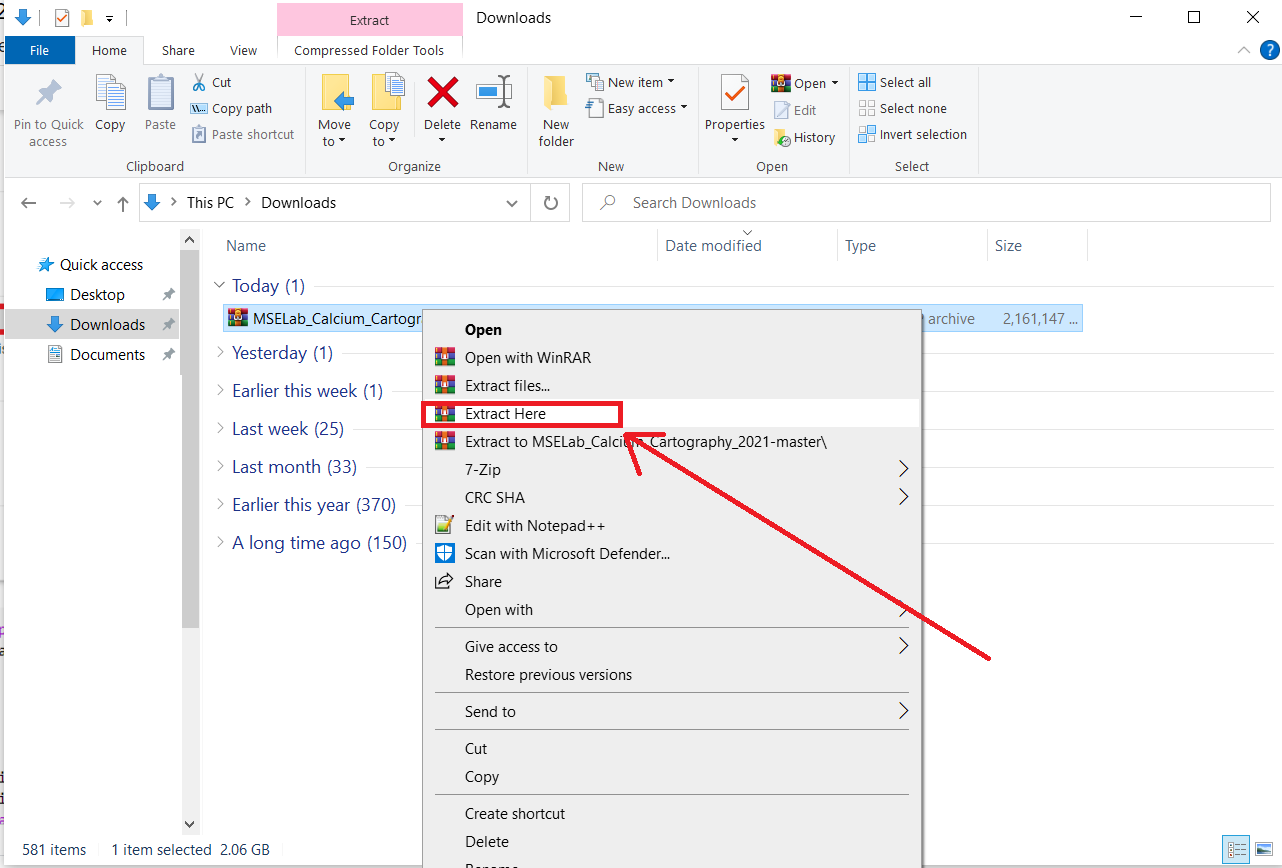 Extract
Downloads
File
Home
Share
View
Compressed Folder Tools
Pin to Quick
access
Copy
Paste
Cut
Copy path
Paste shortcut
Clipboard
Move
to
Copy
to
Delete
Rename
Organize
New
folder
New item
Easy access
New
Properties
Open
Edit
History
Open
Select all
Select none
Invert selection
Select
This PC > Downloads
Search Downloads
Quick access
Desktop
Downloads
Documents
Name
Date modified
Type
Size
Today (1)
MSELab_Calcium_Cartogr
archive
2,161,147 ...
Yesterday (1)
Earlier this week (1)
Last week (25)
Last month (33)
Earlier this year (370)
A long time ago (150)
Open
Open with WinRAR
Extract files...
Extract Here
Extract to MSELab_Calcium_Cartography_2021-master\
7-Zip
CRC SHA
Edit with Notepad++
Scan with Microsoft Defender...
Share
Open with
Give access to
Restore previous versions
Send to
Cut
Copy
Create shortcut
Delete
581 items
1 item selected 2.06 GB